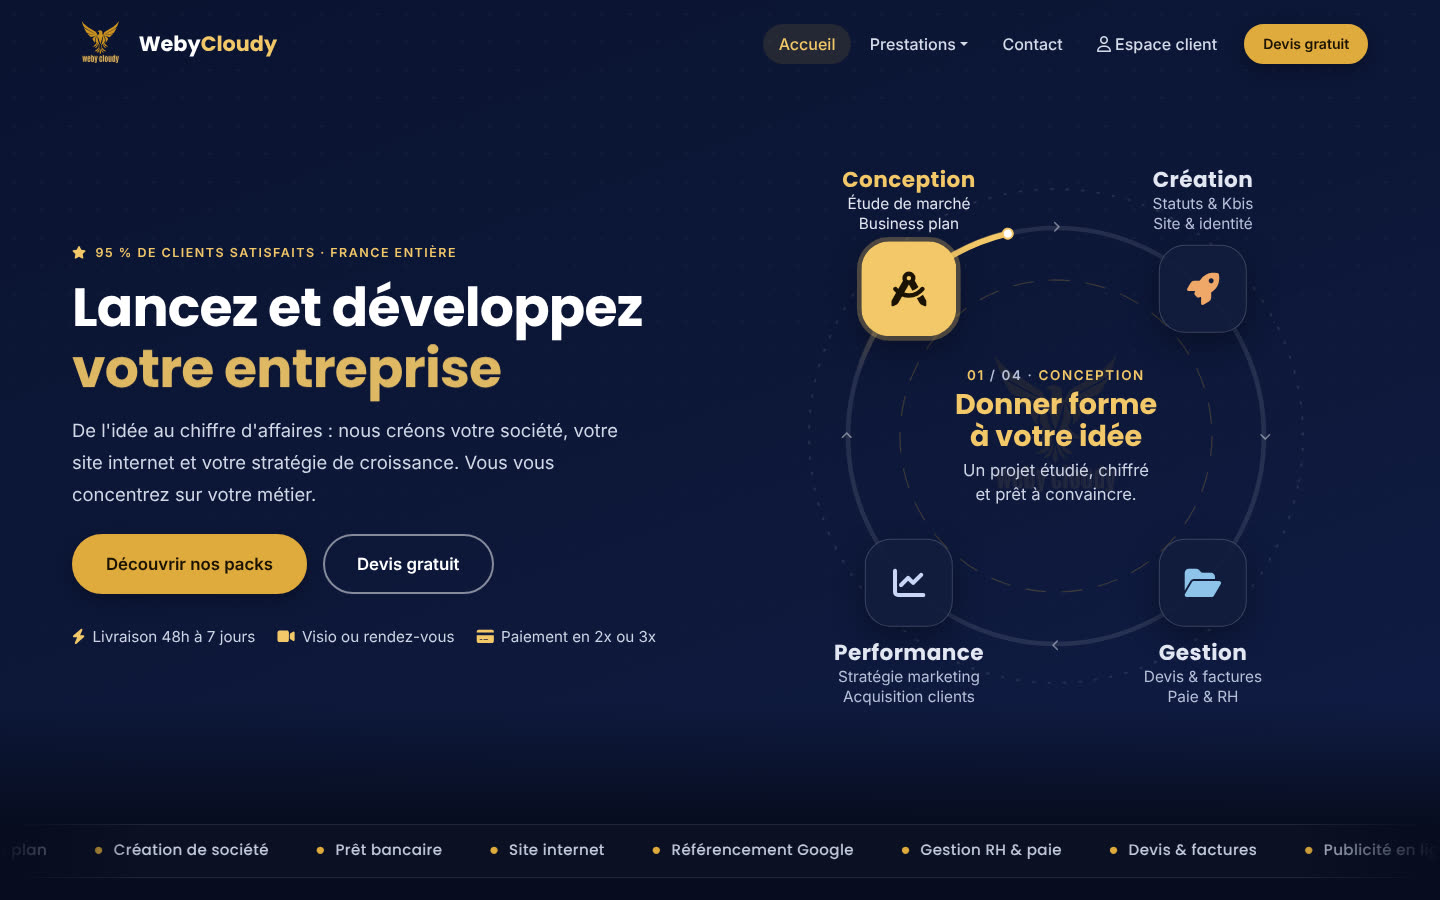 weby cloudy
WebyCloudy
Accueil
Prestations
Contact
Espace client
Devis gratuit
95 % DE CLIENTS SATISFAITS · FRANCE ENTIÈRE
Lancez et développez
votre entreprise
De l'idée au chiffre d'affaires : nous créons votre société, votre
site internet et votre stratégie de croissance. Vous vous
concentrez sur votre métier.
Découvrir nos packs
Devis gratuit
Livraison 48h à 7 jours
Visio ou rendez-vous
Paiement en 2x ou 3x
Conception
Étude de marché
Business plan
Création
Statuts & Kbis
Site & identité
01 / 04 · CONCEPTION
Donner forme
à votre idée
Un projet étudié, chiffré
et prêt à convaincre.
weby cloudy
Performance
Stratégie marketing
Acquisition clients
Gestion
Devis & factures
Paie & RH
plan
Création de société
Prêt bancaire
Site internet
Référencement Google
Gestion RH & paie
Devis & factures
Publicité en